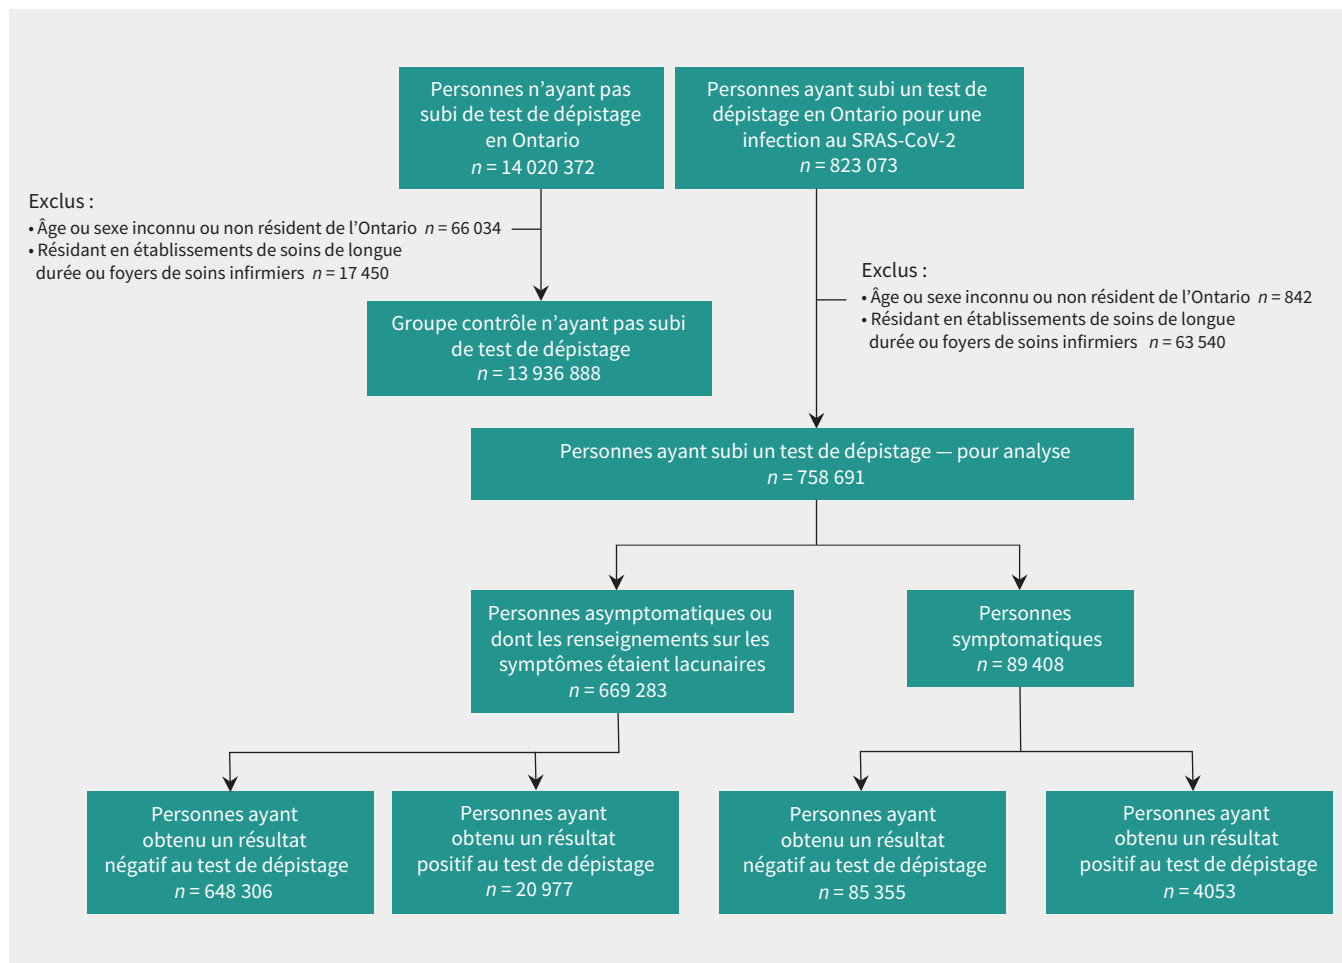 Personnes n’ayant pas
subi de test de dépistage
en Ontario
n = 14 020 372
Personnes ayant subi un test de
dépistage en Ontario pour une
infection au SRAS-CoV-2
n = 823 073
Exclus :
• Âge ou sexe inconnu ou non résident de l’Ontario n = 66 034
• Résidant en établissements de soins de longue
durée ou foyers de soins infirmiers n = 17 450
Exclus :
• Âge ou sexe inconnu ou non résident de l’Ontario n = 842
• Résidant en établissements de soins de longue
durée ou foyers de soins infirmiers n = 63 540
Groupe contrôle n’ayant pas subi
de test de dépistage
n = 13 936 888
Personnes ayant subi un test de dépistage — pour analyse
n = 758 691
Personnes asymptomatiques ou
dont les renseignements sur les
symptômes étaient lacunaires
n = 669 283
Personnes
symptomatiques
n = 89 408
Personnes ayant
obtenu un résultat
négatif au test de dépistage
n = 648 306
Personnes ayant
obtenu un résultat
positif au test de dépistage
n = 20 977
Personnes ayant
obtenu un résultat
négatif au test de dépistage
n = 85 355
Personnes ayant
obtenu un résultat
positif au test de dépistage
n = 4053